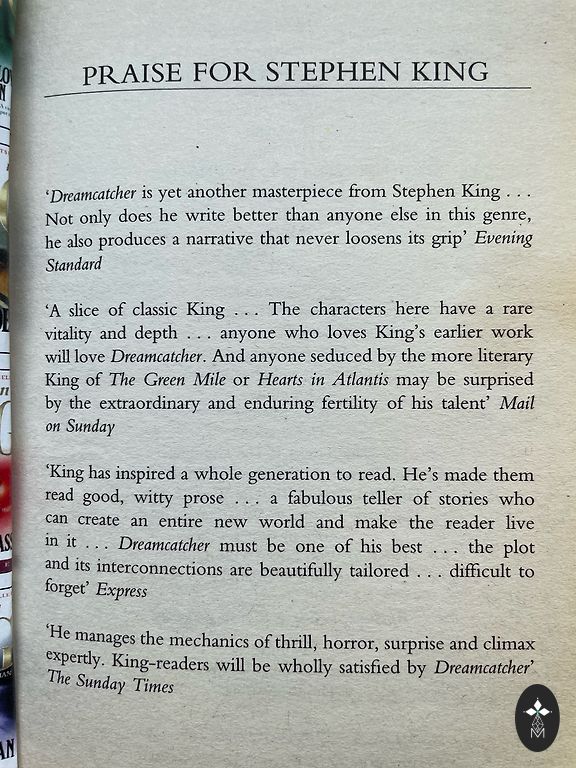 PRAISE FOR STEPHEN KING
‘Dreamcatcher is yet another masterpiece from Stephen King . . .
Not only does he write better than anyone else in this genre,
he also produces a narrative that never loosens its grip’ Evening
Standard
‘A slice of classic King . . . The characters here have a rare
vitality and depth . . . anyone who loves King’s earlier work
will love Dreamcatcher. And anyone seduced by the more literary
King of The Green Mile or Hearts in Atlantis may be surprised
by the extraordinary and enduring fertility of his talent’ Mail
on Sunday
‘King has inspired a whole generation to read. He’s made them
read good, witty prose . . . a fabulous teller of stories who
can create an entire new world and make the reader live
in it . . . Dreamcatcher must be one of his best . . . the plot
and its interconnections are beautifully tailored . . . difficult to
forget’ Express
‘He manages the mechanics of thrill, horror, surprise and climax
expertly. King-readers will be wholly satisfied by Dreamcatcher’
The Sunday Times
M